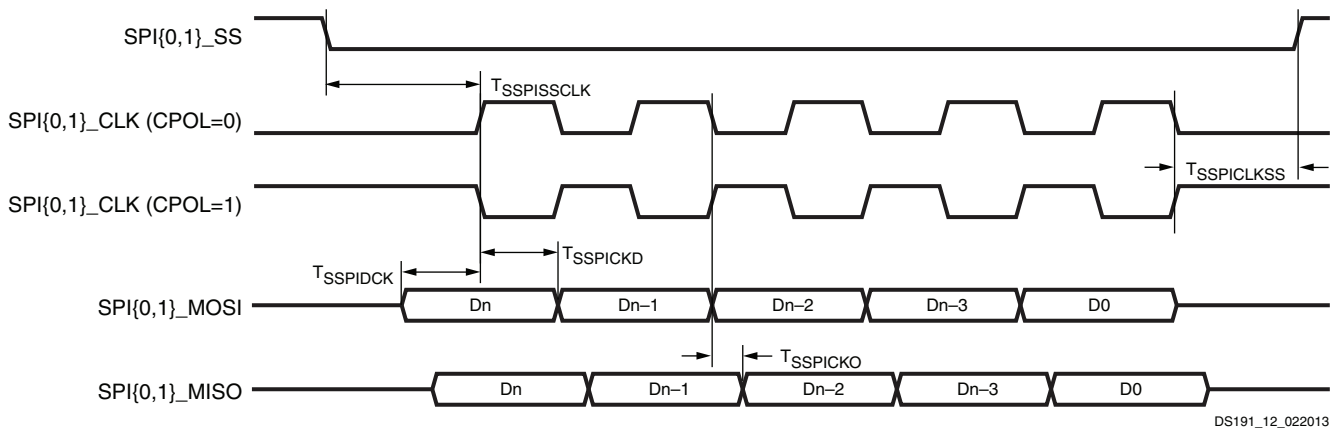 SPI{0,1}_SS
TSSPISSCLK
SPI{0,1}_CLK (CPOL=0)
TSSPICLKSS
SPI{0,1}_CLK (CPOL=1)
TSSPICKD
TSSPIDCK
SPI{0,1}_MOSI Dn Dn–1 Dn–2 Dn–3 D0
TSSPICKO
SPI{0,1}_MISO Dn Dn–1 Dn–2 Dn–3 D0
DS191_12_022013